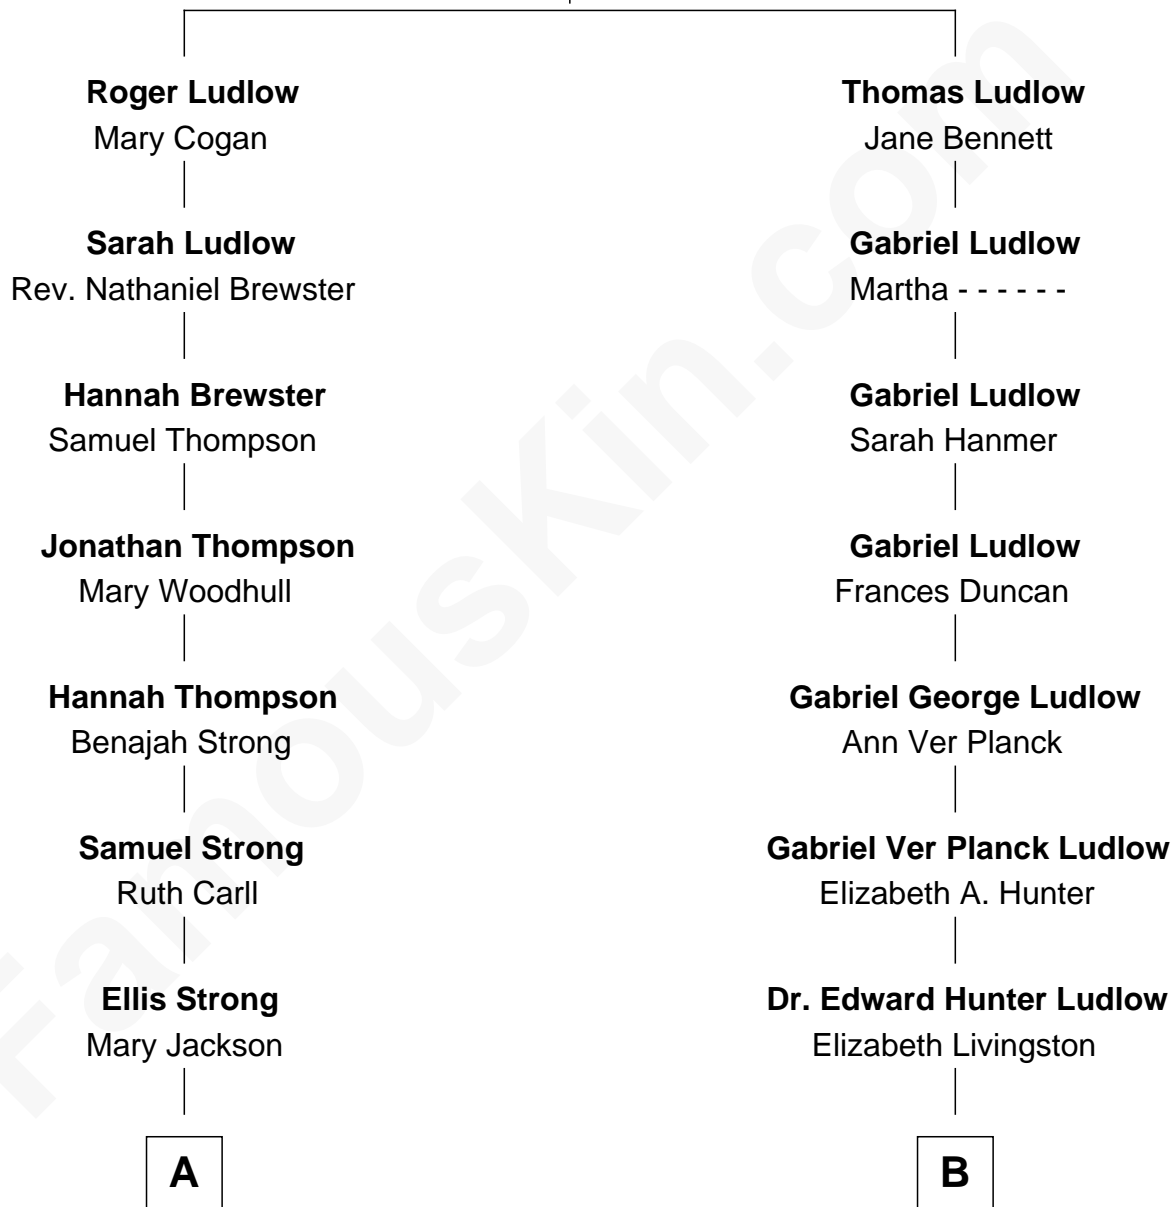 Roger Ludlow
Mary Cogan
Thomas Ludlow
Jane Bennett
Sarah Ludlow
Rev. Nathaniel Brewster
Gabriel Ludlow
Martha - - - - - -
Hannah Brewster
Samuel Thompson
Gabriel Ludlow
Sarah Hanmer
Jonathan Thompson
Mary Woodhull
Gabriel Ludlow
Frances Duncan
Hannah Thompson
Benajah Strong
Gabriel George Ludlow
Ann Ver Planck
Samuel Strong
Ruth Carll
Gabriel Ver Planck Ludlow
Elizabeth A. Hunter
Ellis Strong
Mary Jackson
Dr. Edward Hunter Ludlow
Elizabeth Livingston
A
B
FamousKin.com